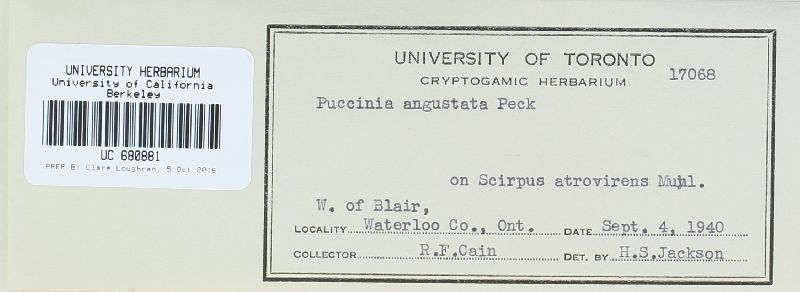 UNIVERSITY HERBARIUM
University of California
Berkeley
UC 680881
PREP BY Clare Loughran, 5 Oct 2016
UNIVERSITY OF TORONTO
CRYPTOGAMIC HERBARIUM 17068
Puccinia angustata Peck
on Scirpus atrovirens Muhl.
W. of Blair,
LOCALITY Waterloo Co., Ont. DATE Sept. 4, 1940
COLLECTOR R.F.Cain DET. BY H.S.Jackson